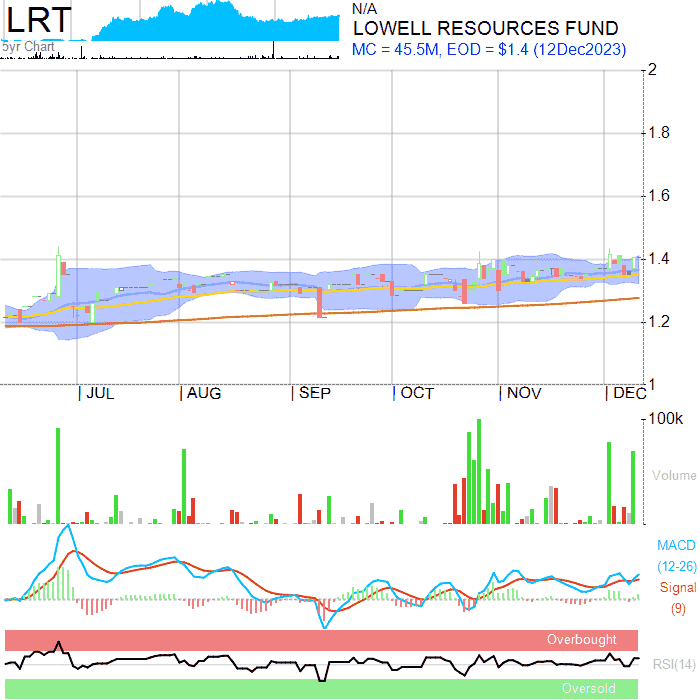 LRT
5yr Chart
N/A
LOWELL RESOURCES FUND
MC = 45.5M, EOD = $1.4 (12Dec2023)
2
1.8
1.6
1.4
1.2
1
JUL
AUG
SEP
OCT
NOV
DEC
100k
Volume
MACD
(12-26)
Signal
(9)
Overbought
RSI(14)
Oversold